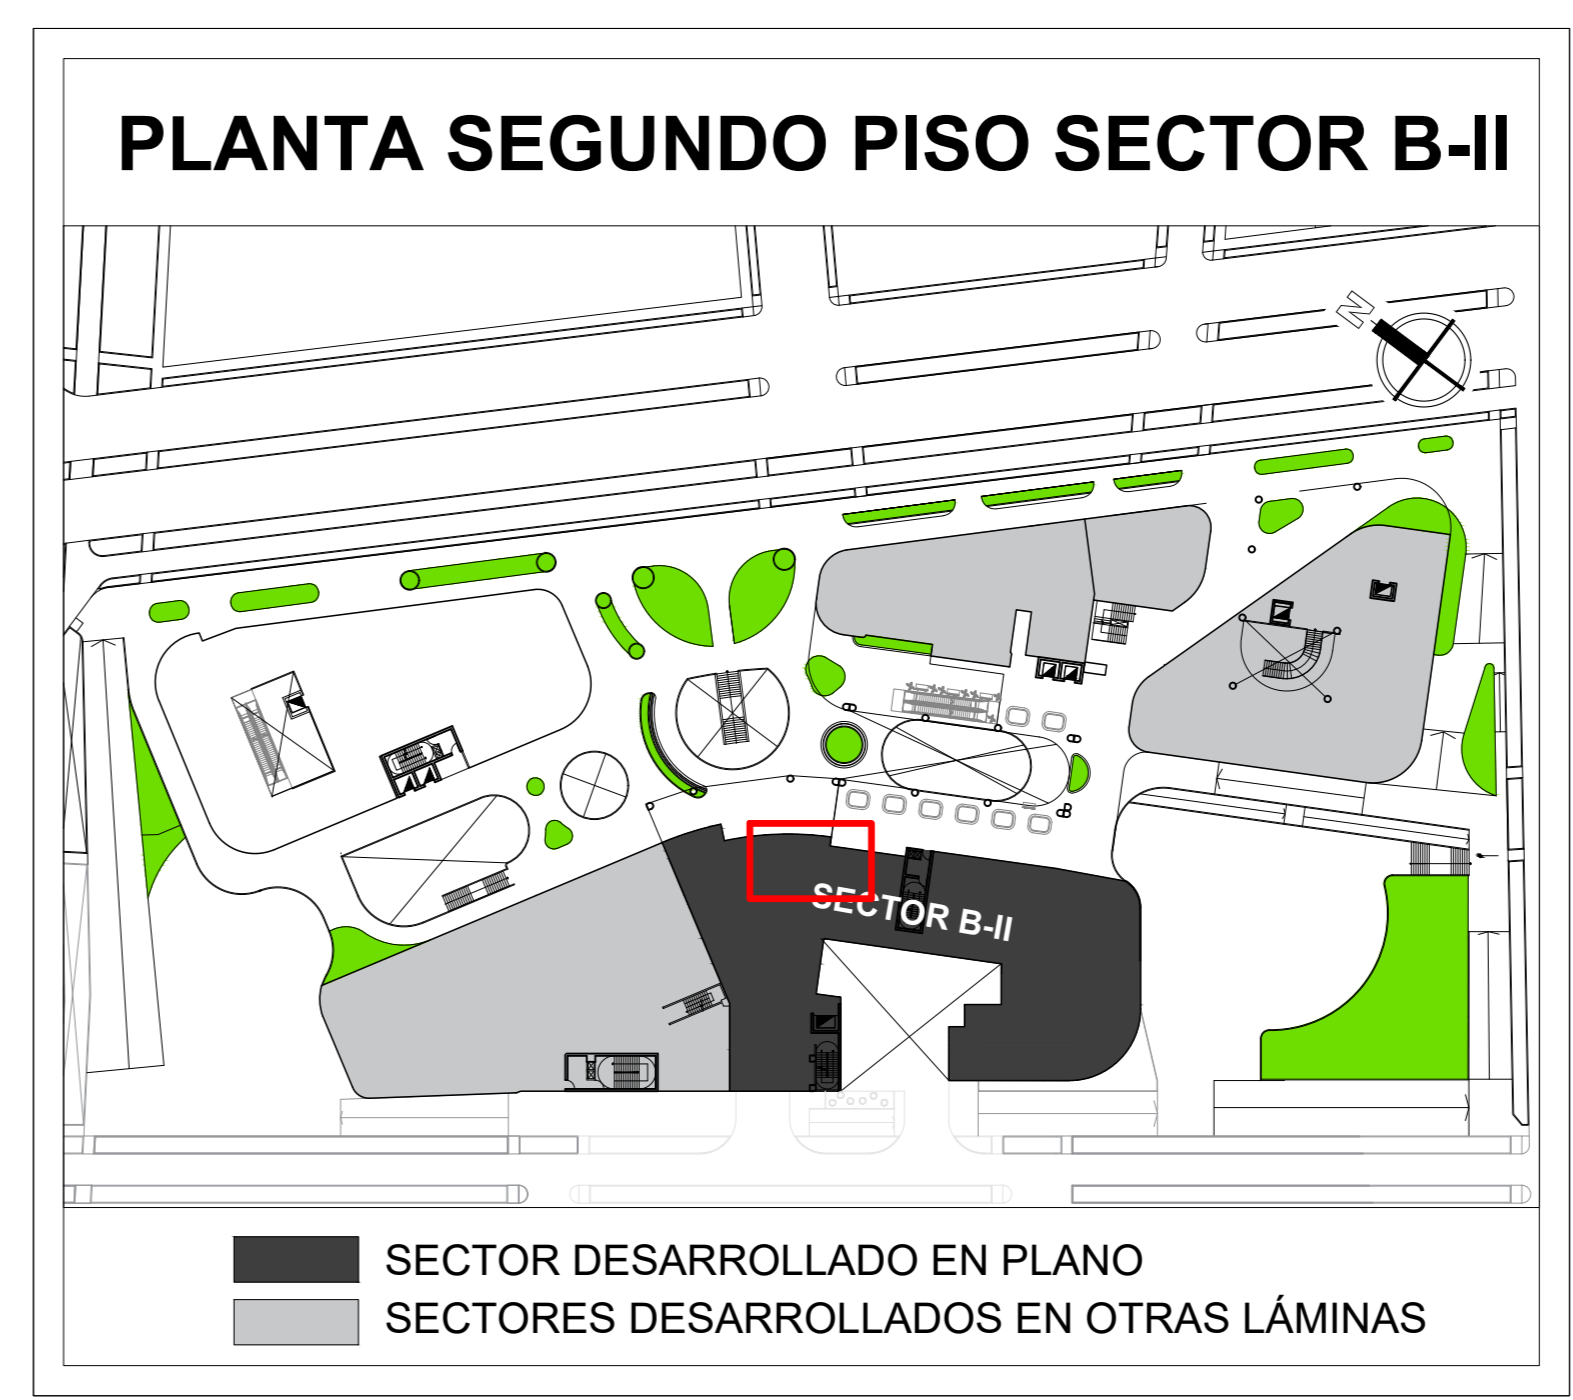 PLANTA SEGUNDO PISO SECTOR B-II
N
SECTOR B-II
SECTOR DESARROLLADO EN PLANO
SECTORES DESARROLLADOS EN OTRAS LÁMINAS